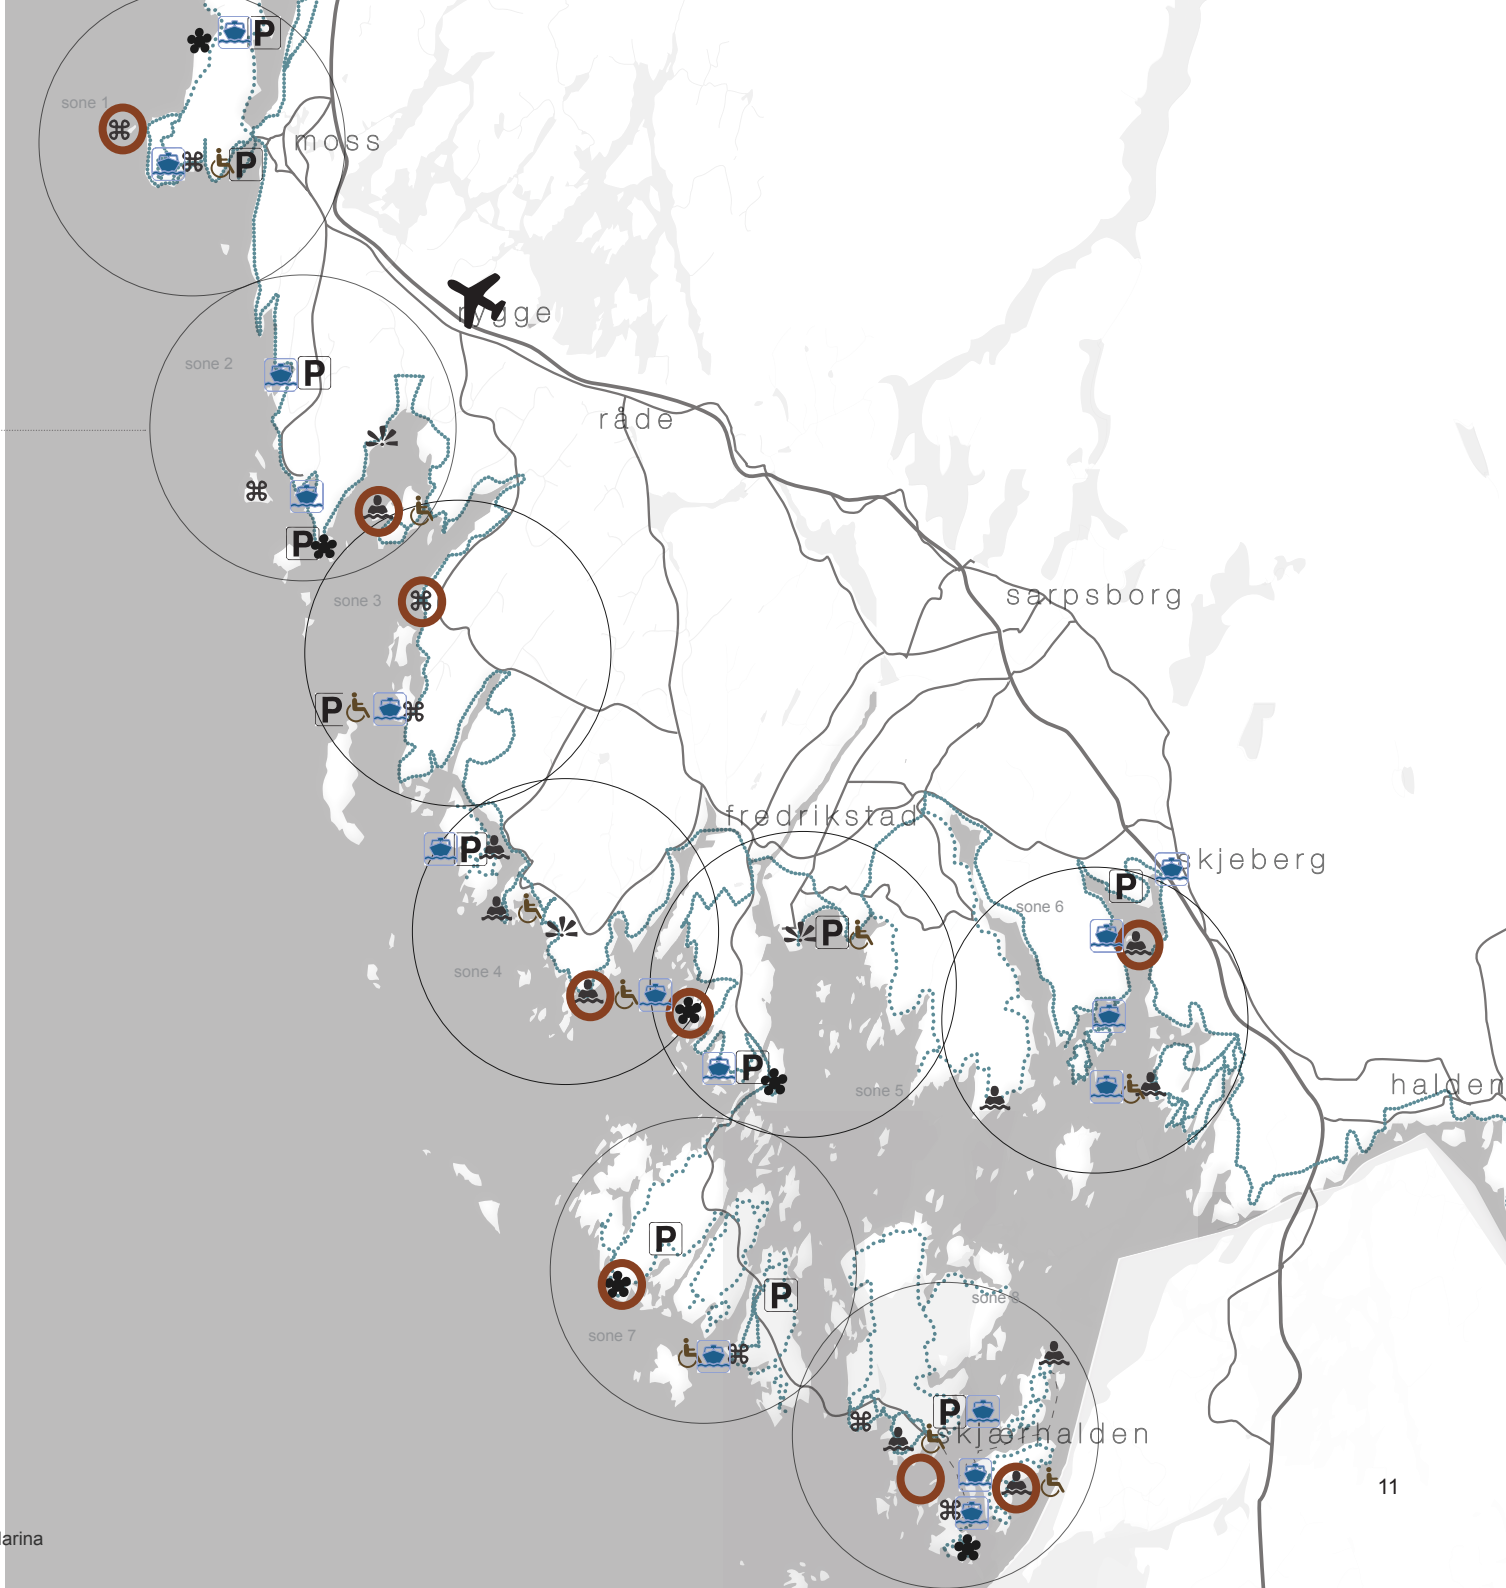 P
sone 1
moss
P
rygge
sone 2
P
råde
P
sone 3
sarpsborg
P
fredrikstad
P
skjeberg
P
sone 6
P
sone 4
P
sone 5
halden
P
P
sone 8
sone 7
P
skjærhalden
11
arina